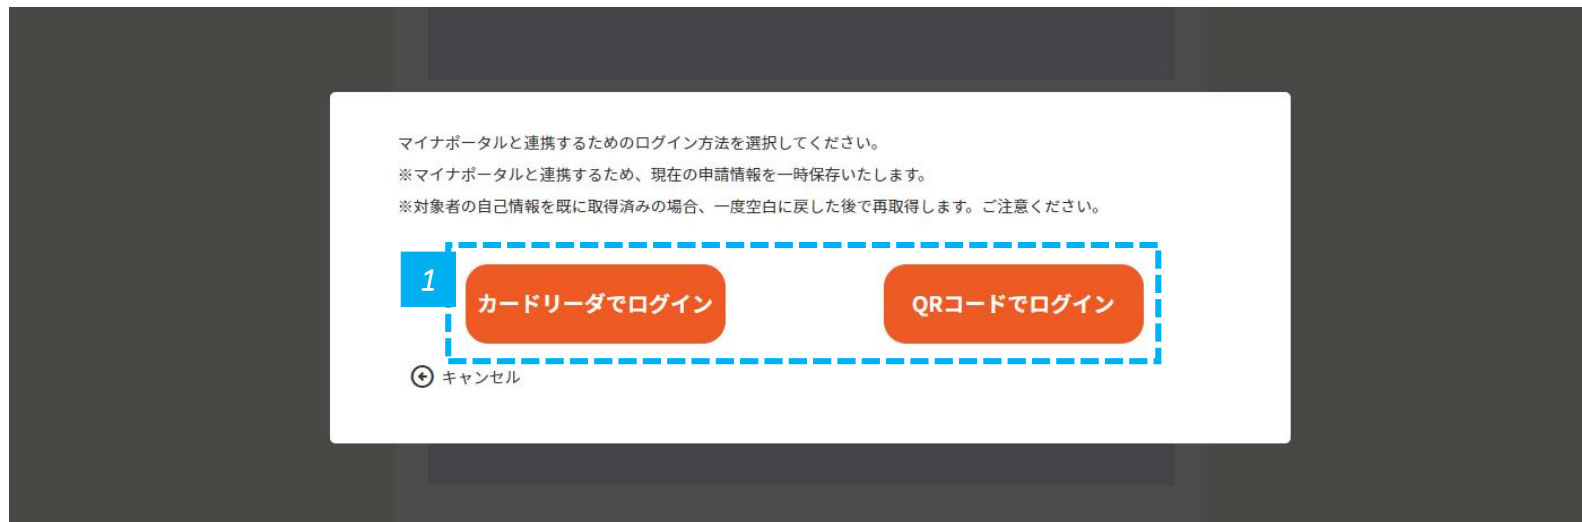 マイナポータルと連携するためのログイン方法を選択してください。
※マイナポータルと連携するため、現在の申請情報を一時保存いたします。
※対象者の自己情報を既に取得済みの場合、一度空白に戻した後で再取得します。ご注意ください。
1
カードリーダでログイン
QRコードでログイン
キャンセル